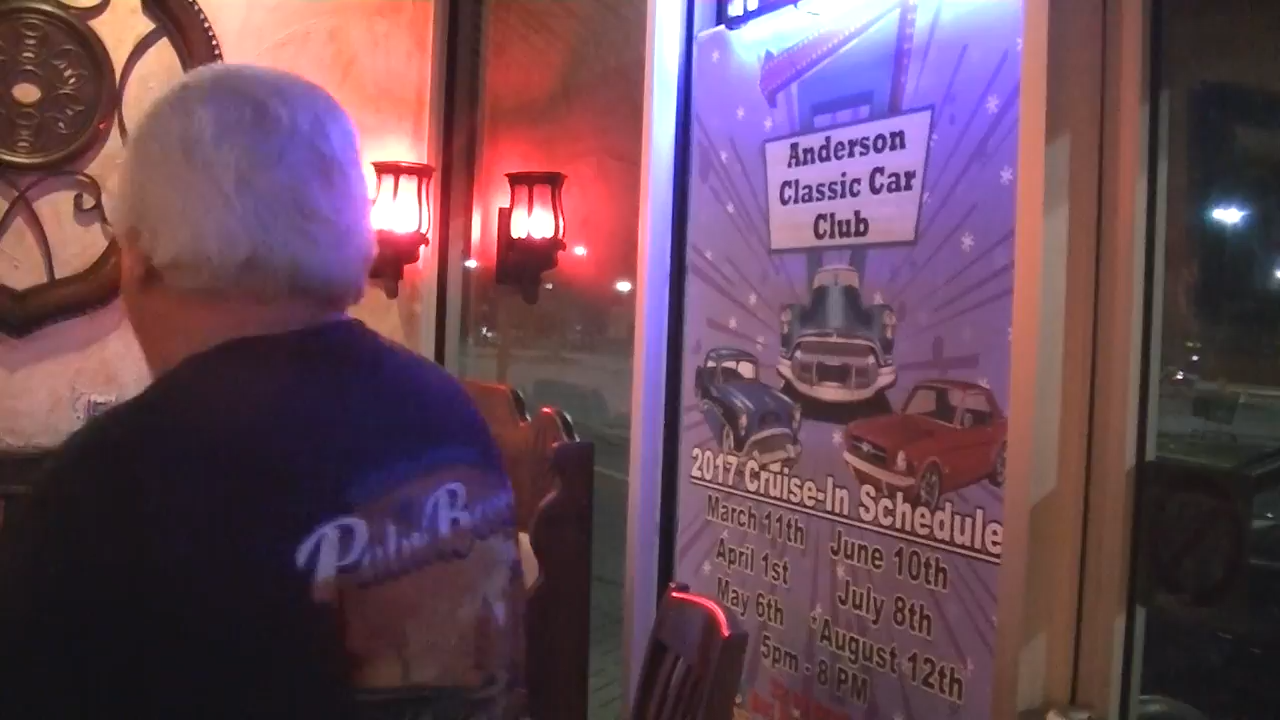 Anderson
Classic Car
Club
2017 Cruise-In Schedule
March 11th June 10th
April 1st July 8th
May 6th *August 12th
5pm - 8 PM
Palm